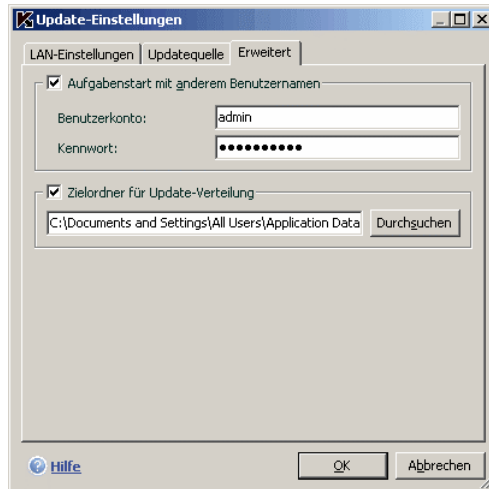 Update-Einstellungen
LAN-Einstellungen Updatequelle Erweitert
Aufgabenstart mit anderem Benutzernamen
Benutzerkonto: admin
Kennwort: ●●●●●●●●●●
Zielordner für Update-Verteilung
C:\Documents and Settings\All Users\Application Data Durchsuchen
Hilfe OK Abbrechen